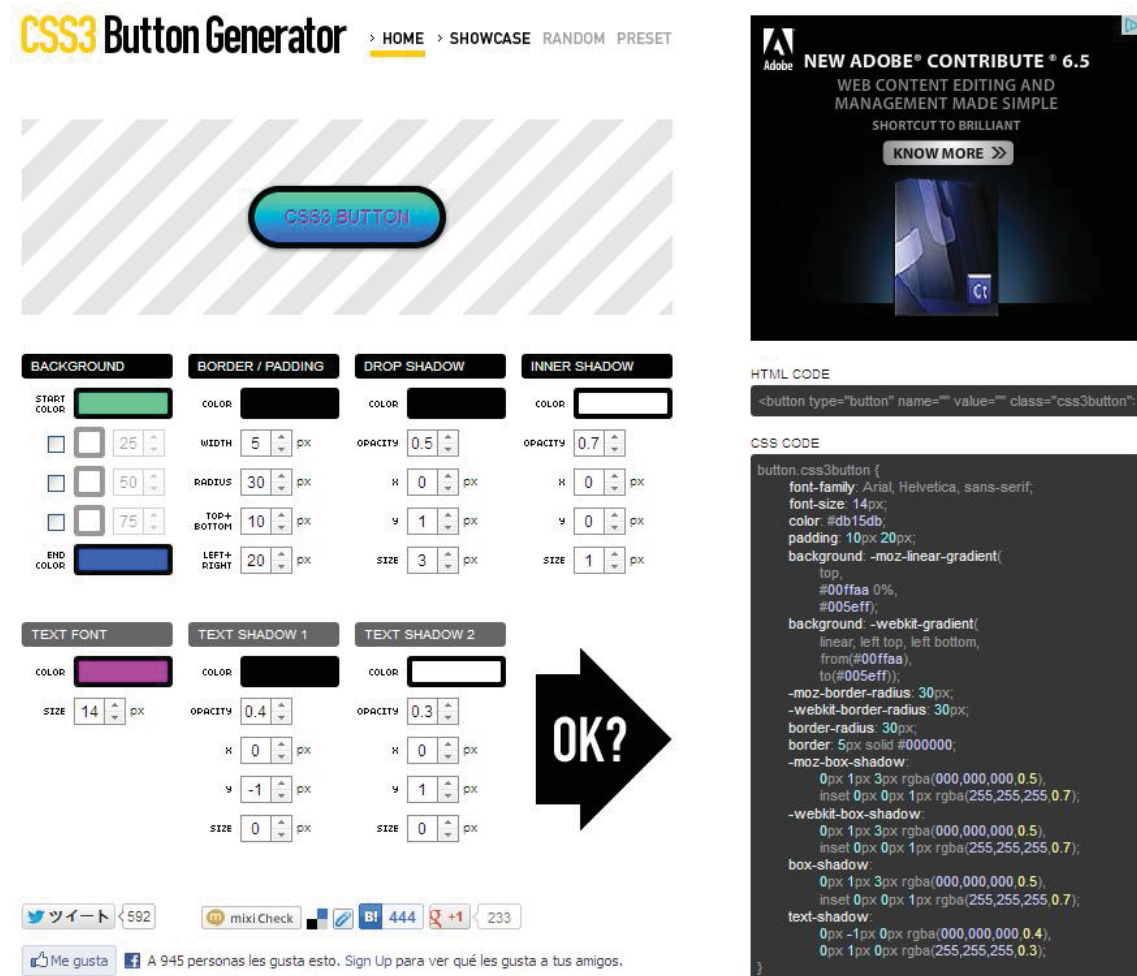 CSS3 Button Generator
> HOME > SHOWCASE RANDOM PRESET
CSS3 BUTTON
BACKGROUND
START COLOR
25
50
75
END COLOR
BORDER / PADDING
COLOR
WIDTH 5 px
RADIUS 30 px
TOP+ BOTTOM 10 px
LEFT+ RIGHT 20 px
DROP SHADOW
COLOR
OPACITY 0.5
x 0 px
y 1 px
SIZE 3 px
INNER SHADOW
COLOR
OPACITY 0.7
x 0 px
y 0 px
SIZE 1 px
TEXT FONT
COLOR
SIZE 14 px
TEXT SHADOW 1
COLOR
OPACITY 0.4
x 0 px
y -1 px
SIZE 0 px
TEXT SHADOW 2
COLOR
OPACITY 0.3
x 0 px
y 1 px
SIZE 0 px
OK?
ツイート 592
mixi Check
B! 444
+1 233
Me gusta
A 945 personas les gusta esto. Sign Up para ver qué les gusta a tus amigos.
Adobe
NEW ADOBE® CONTRIBUTE ® 6.5
WEB CONTENT EDITING AND
MANAGEMENT MADE SIMPLE
SHORTCUT TO BRILLIANT
KNOW MORE >>
Ct
HTML CODE
<button type="button" name="" value="" class="css3button">
CSS CODE
button.css3button {
font-family: Arial, Helvetica, sans-serif;
font-size: 14px;
color: #db15db;
padding: 10px 20px;
background: -moz-linear-gradient(
top,
#00ffaa 0%,
#005eff);
background: -webkit-gradient(
linear, left top, left bottom,
from(#00ffaa),
to(#005eff));
-moz-border-radius: 30px;
-webkit-border-radius: 30px;
border-radius: 30px;
border: 5px solid #000000;
-moz-box-shadow:
0px 1px 3px rgba(000,000,000,0.5),
inset 0px 0px 1px rgba(255,255,255,0.7);
-webkit-box-shadow:
0px 1px 3px rgba(000,000,000,0.5),
inset 0px 0px 1px rgba(255,255,255,0.7);
box-shadow:
0px 1px 3px rgba(000,000,000,0.5),
inset 0px 0px 1px rgba(255,255,255,0.7);
text-shadow:
0px -1px 0px rgba(000,000,000,0.4),
0px 1px 0px rgba(255,255,255,0.3);
}